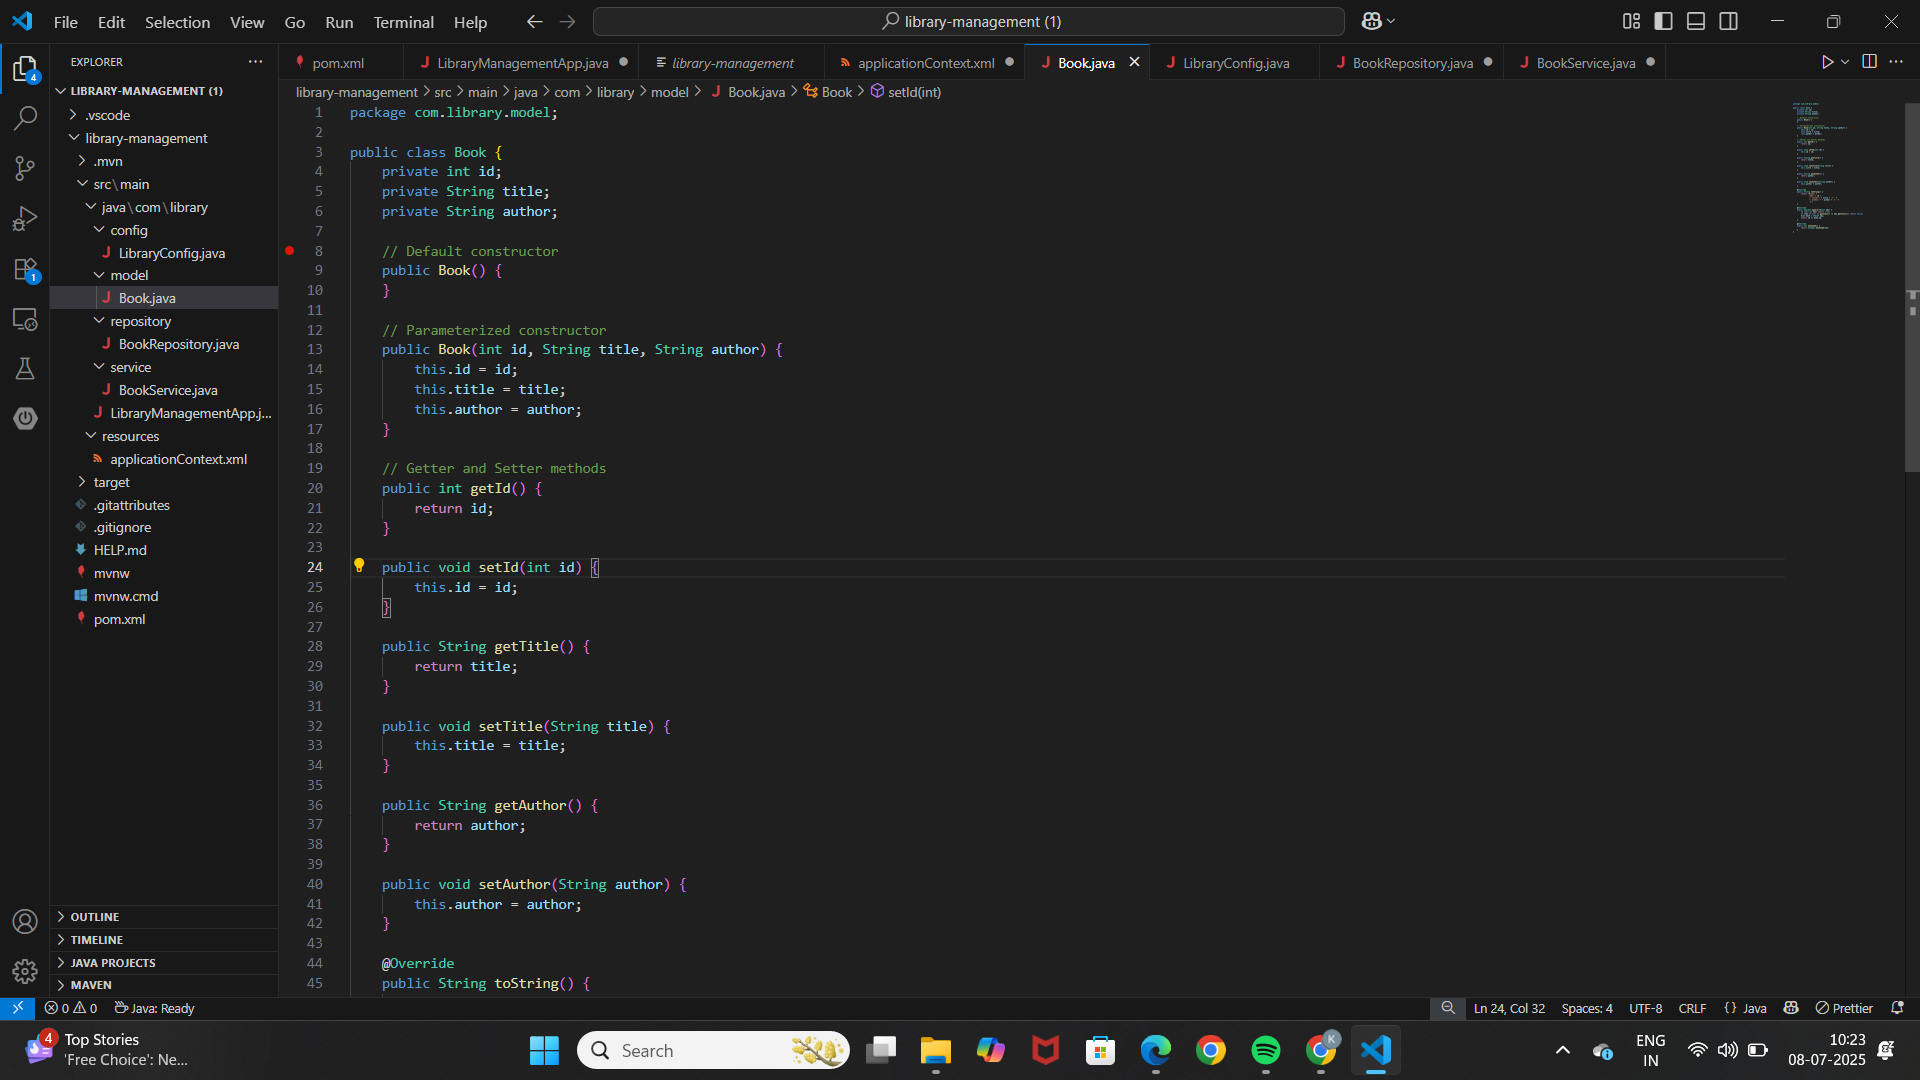 File Edit Selection View Go Run Terminal Help
library-management (1)
EXPLORER
LIBRARY-MANAGEMENT (1)
.vscode
library-management
.mvn
src\main
java\com\library
config
LibraryConfig.java
model
Book.java
repository
BookRepository.java
service
BookService.java
LibraryManagementApp.j...
resources
applicationContext.xml
target
.gitattributes
.gitignore
HELP.md
mvnw
mvnw.cmd
pom.xml
OUTLINE
TIMELINE
JAVA PROJECTS
MAVEN
4
1
pom.xml LibraryManagementApp.java library-management applicationContext.xml Book.java LibraryConfig.java BookRepository.java BookService.java
library-management > src > main > java > com > library > model > Book.java > Book > setId(int)
1 package com.library.model;
2
3 public class Book {
4 private int id;
5 private String title;
6 private String author;
7
8 // Default constructor
9 public Book() {
10 }
11
12 // Parameterized constructor
13 public Book(int id, String title, String author) {
14 this.id = id;
15 this.title = title;
16 this.author = author;
17 }
18
19 // Getter and Setter methods
20 public int getId() {
21 return id;
22 }
23
24 public void setId(int id) {
25 this.id = id;
26 }
27
28 public String getTitle() {
29 return title;
30 }
31
32 public void setTitle(String title) {
33 this.title = title;
34 }
35
36 public String getAuthor() {
37 return author;
38 }
39
40 public void setAuthor(String author) {
41 this.author = author;
42 }
43
44 @Override
45 public String toString() {
0 0 Java: Ready
Ln 24, Col 32 Spaces: 4 UTF-8 CRLF {} Java Prettier
4 Top Stories
'Free Choice': Ne...
Search
K
ENG
IN
10:23
08-07-2025